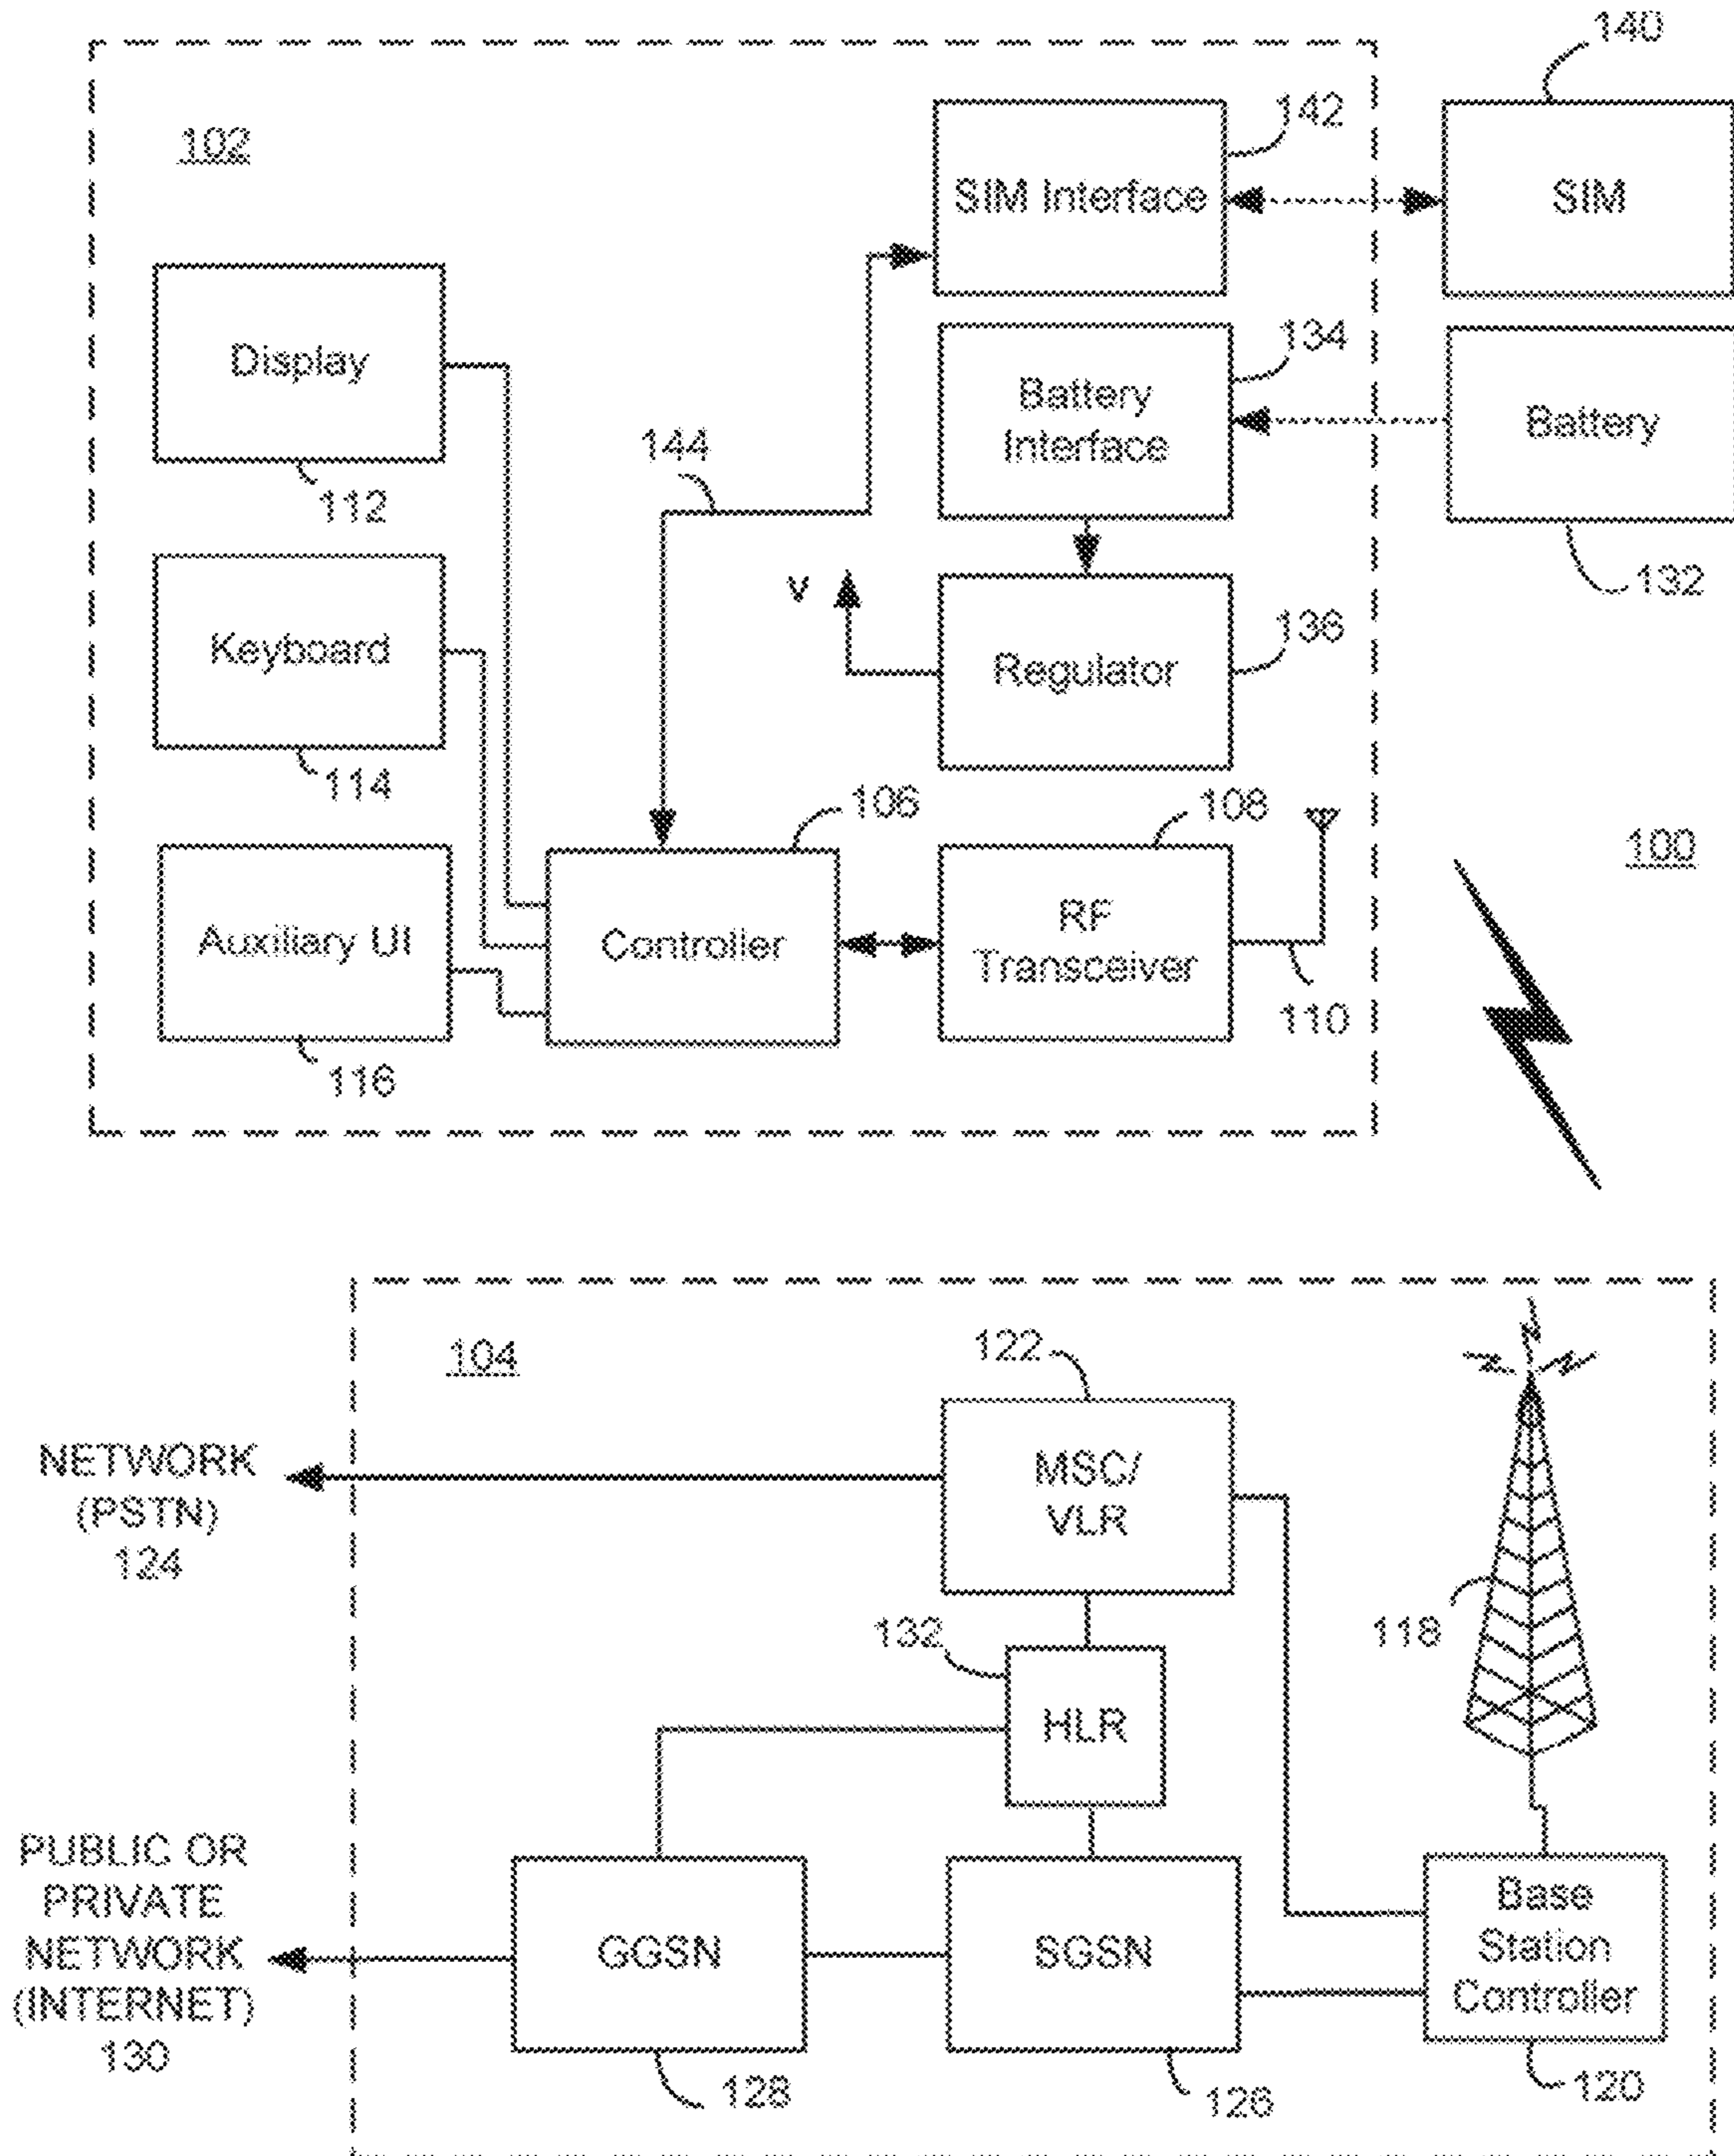 140
102
142
SIM Interface
SIM
134
Display
Battery
Interface
Battery
144
112
132
V
136
Keyboard
Regulator
114
106
108
100
Auxiliary UI
Controller
RF
Transceiver
110
116
104
122
NETWORK
(PSTN)
124
MSC/
VLR
118
132
HLR
PUBLIC OR
PRIVATE
NETWORK
(INTERNET)
130
GGSN
SGSN
Base
Station
Controller
128
126
120